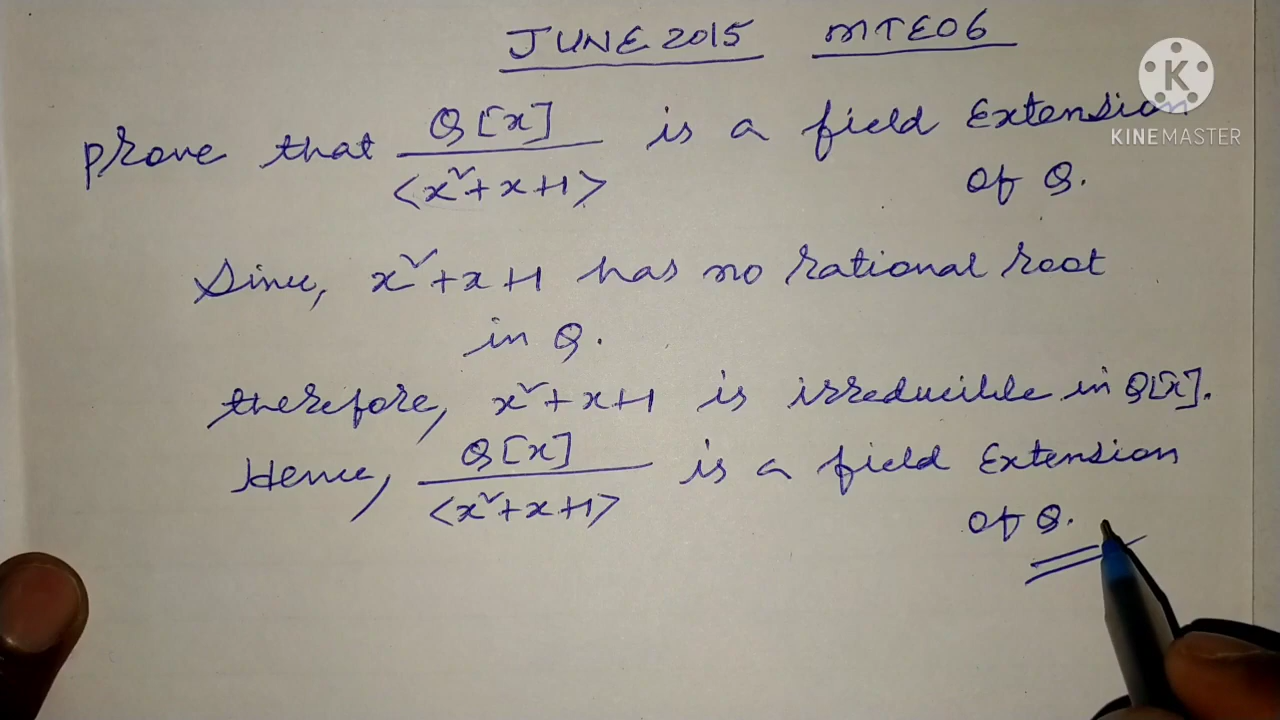 JUNE 2015 MTE06
KINEMASTER
prove that Q[x] / <x²+x+1> is a field Extension
of Q.
Since, x²+x+1 has no rational root
in Q.
therefore, x²+x+1 is irreducible in Q[x].
Hence, Q[x] / <x²+x+1> is a field Extension
of Q.